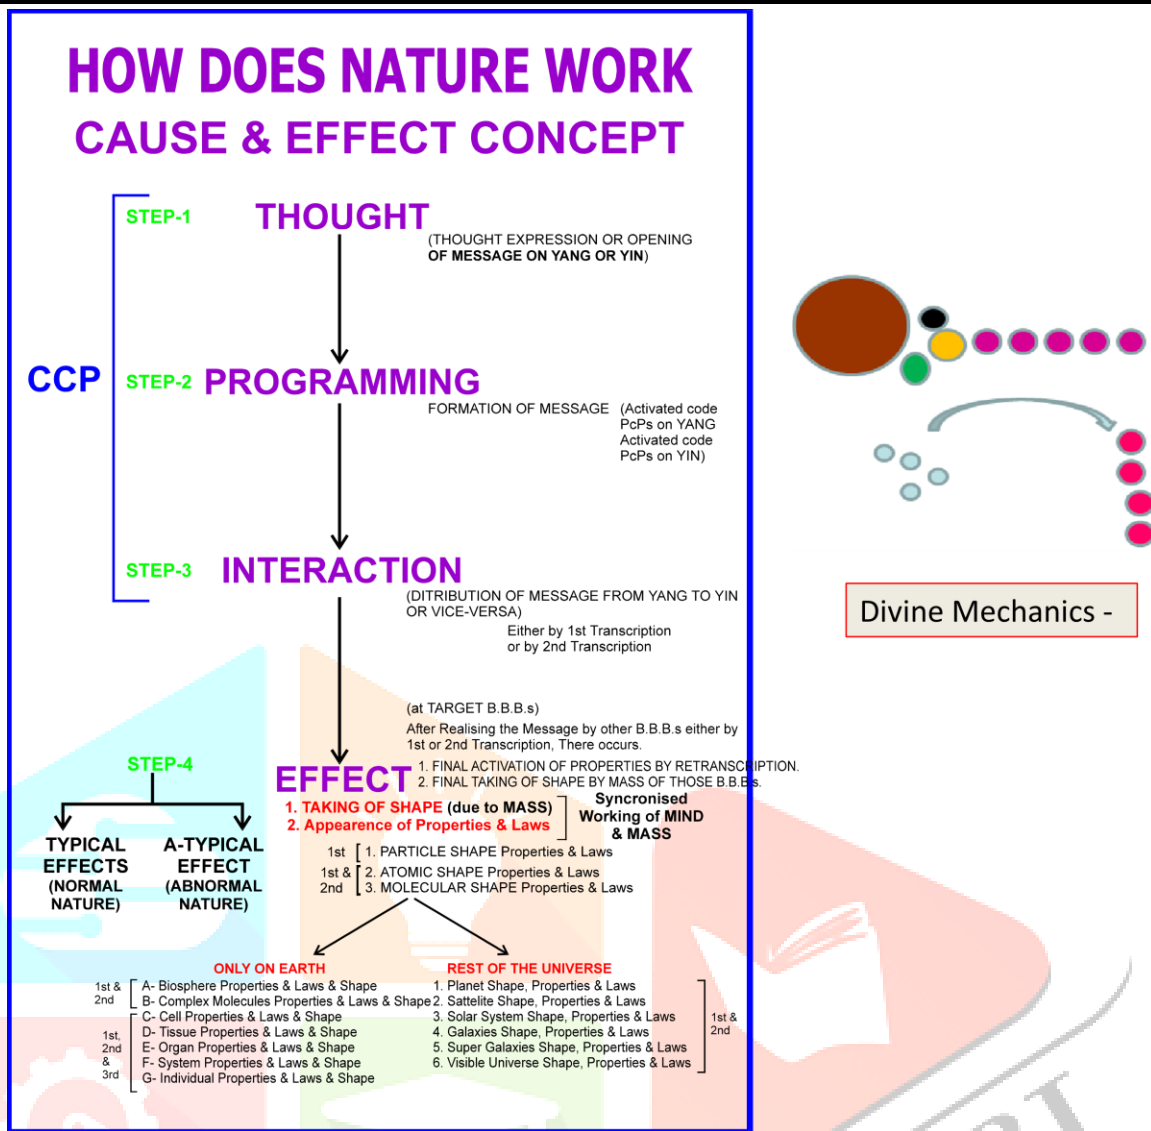 HOW DOES NATURE WORK
CAUSE & EFFECT CONCEPT
STEP-1
THOUGHT
(THOUGHT EXPRESSION OR OPENING
OF MESSAGE ON YANG OR YIN)
CCP
STEP-2
PROGRAMMING
FORMATION OF MESSAGE (Activated code
PcPs on YANG
Activated code
PcPs on YIN)
STEP-3
INTERACTION
(DITRIBUTION OF MESSAGE FROM YANG TO YIN
OR VICE-VERSA)
Either by 1st Transcription
or by 2nd Transcription
Divine Mechanics -
(at TARGET B.B.B.s)
After Realising the Message by other B.B.B.s either by
1st or 2nd Transcription, There occurs.
STEP-4
EFFECT
1. FINAL ACTIVATION OF PROPERTIES BY RETRANSCRIPTION.
2. FINAL TAKING OF SHAPE BY MASS OF THOSE B.B.B's.
1. TAKING OF SHAPE (due to MASS)
2. Appearence of Properties & Laws
Syncronised
Working of MIND
& MASS
TYPICAL
EFFECTS
(NORMAL
NATURE)
A-TYPICAL
EFFECT
(ABNORMAL
NATURE)
1st [ 1. PARTICLE SHAPE Properties & Laws
1st & [ 2. ATOMIC SHAPE Properties & Laws
2nd 3. MOLECULAR SHAPE Properties & Laws
ONLY ON EARTH
1st &
2nd
A- Biosphere Properties & Laws & Shape
B- Complex Molecules Properties & Laws & Shape
1st,
2nd
&
3rd
C- Cell Properties & Laws & Shape
D- Tissue Properties & Laws & Shape
E- Organ Properties & Laws & Shape
F- System Properties & Laws & Shape
G- Individual Properties & Laws & Shape
REST OF THE UNIVERSE
1. Planet Shape, Properties & Laws
2. Sattelite Shape, Properties & Laws
3. Solar System Shape, Properties & Laws
4. Galaxies Shape, Properties & Laws
5. Super Galaxies Shape, Properties & Laws
6. Visible Universe Shape, Properties & Laws
1st &
2nd